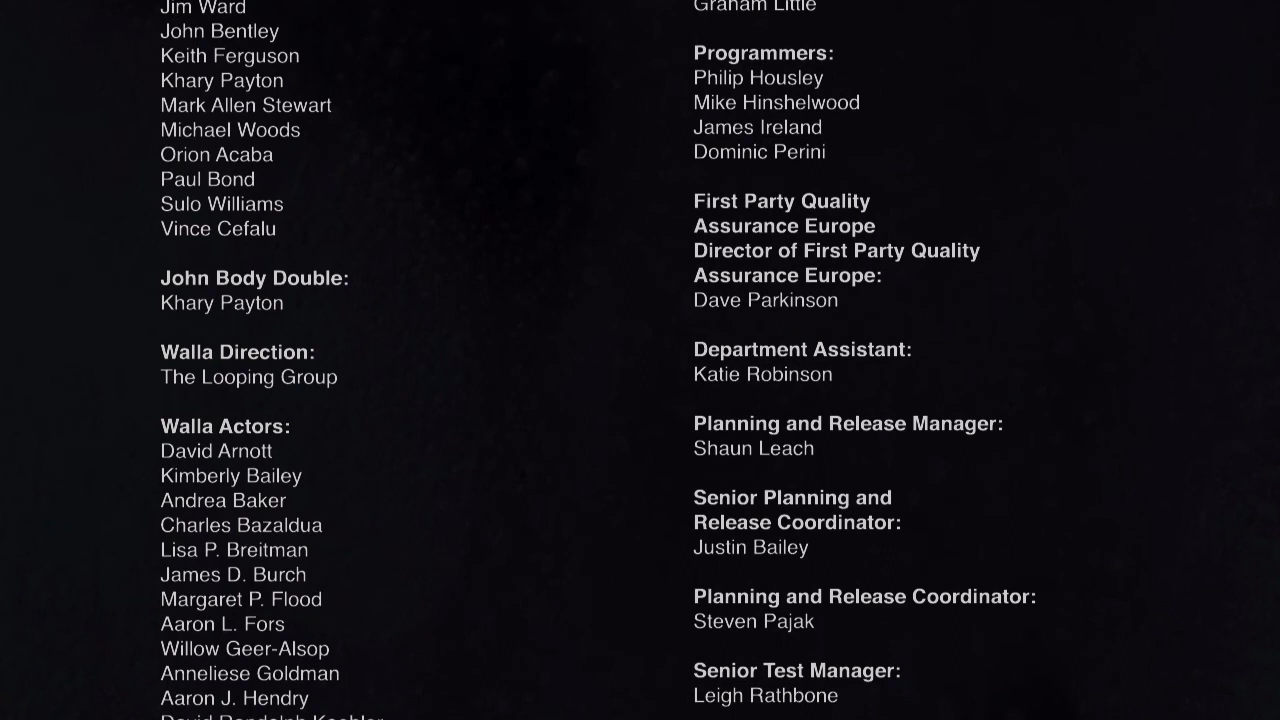 Jim Ward
John Bentley
Keith Ferguson
Khary Payton
Mark Allen Stewart
Michael Woods
Orion Acaba
Paul Bond
Sulo Williams
Vince Cefalu
John Body Double:
Khary Payton
Walla Direction:
The Looping Group
Walla Actors:
David Arnott
Kimberly Bailey
Andrea Baker
Charles Bazaldua
Lisa P. Breitman
James D. Burch
Margaret P. Flood
Aaron L. Fors
Willow Geer-Alsop
Anneliese Goldman
Aaron J. Hendry
Graham Little
Programmers:
Philip Housley
Mike Hinshelwood
James Ireland
Dominic Perini
First Party Quality
Assurance Europe
Director of First Party Quality
Assurance Europe:
Dave Parkinson
Department Assistant:
Katie Robinson
Planning and Release Manager:
Shaun Leach
Senior Planning and
Release Coordinator:
Justin Bailey
Planning and Release Coordinator:
Steven Pajak
Senior Test Manager:
Leigh Rathbone